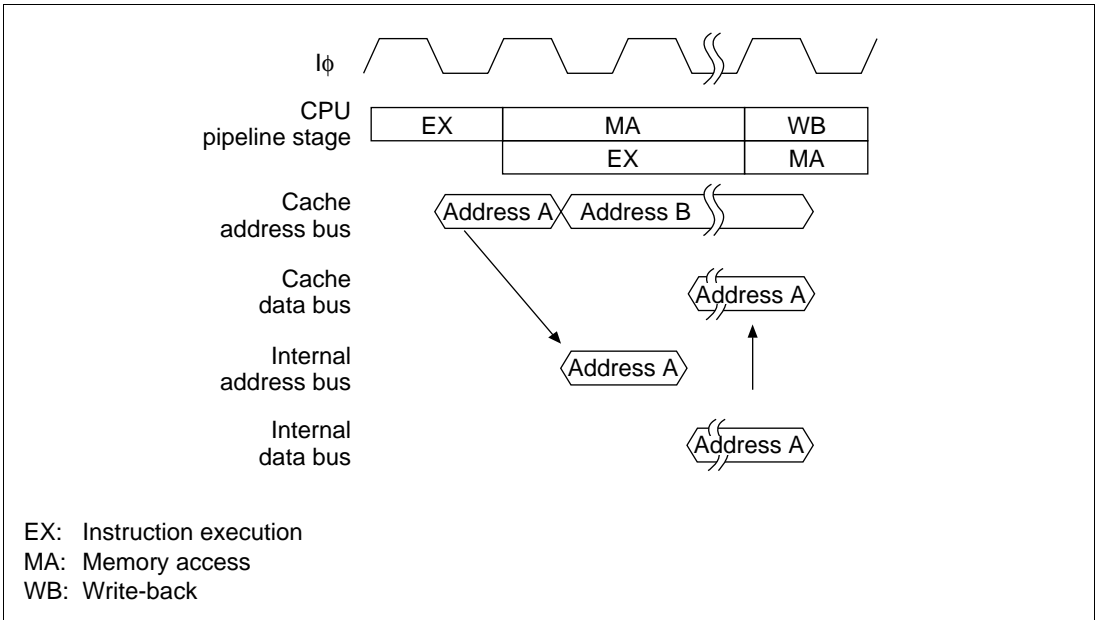 Iϕ
CPU
pipeline stage
EX MA WB
EX MA
Cache
address bus
Address A Address B
Cache
data bus
Address A
Internal
address bus
Address A
Internal
data bus
Address A
EX: Instruction execution
MA: Memory access
WB: Write-back